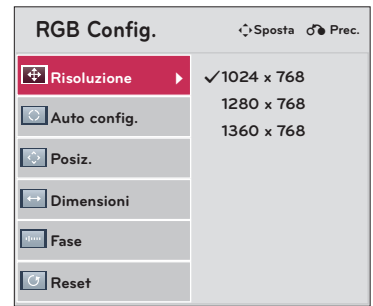 RGB Config.
Sposta
Prec.
Risoluzione
✓1024 x 768
1280 x 768
1360 x 768
Auto config.
Posiz.
Dimensioni
Fase
Reset